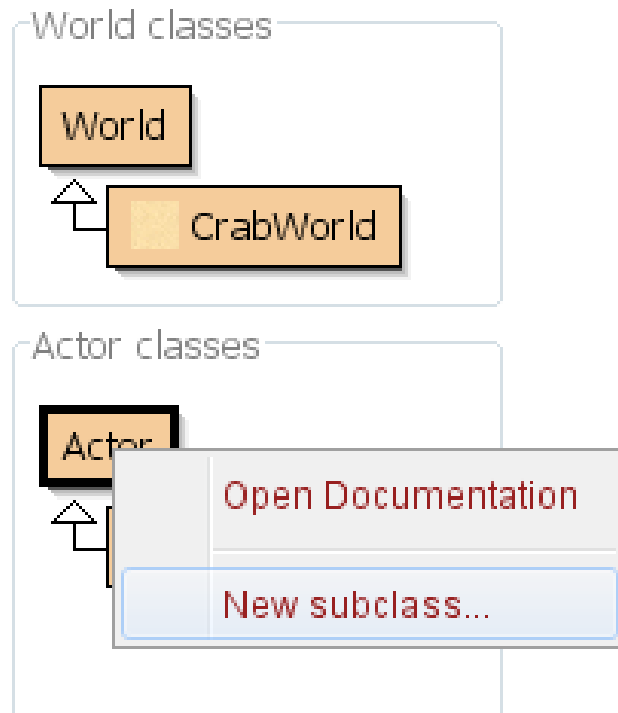 World classes
World
CrabWorld
Actor classes
Actor
Open Documentation
New subclass...